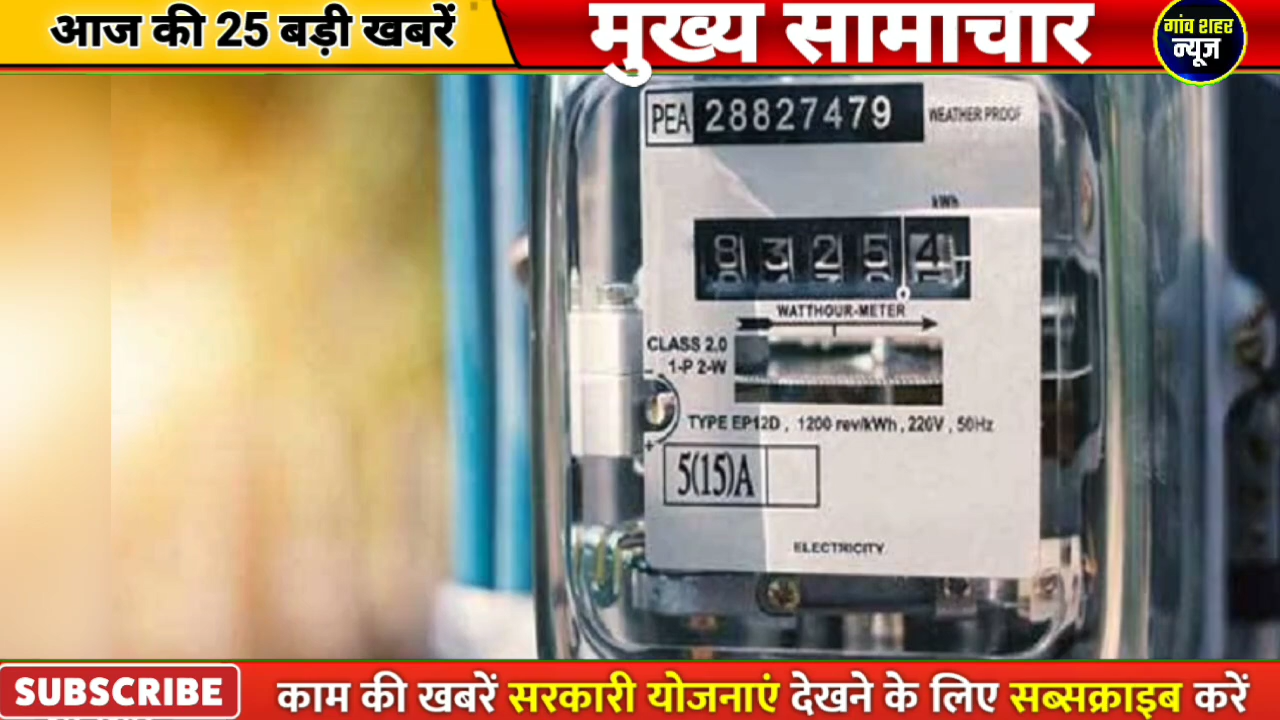 आज की 25 बड़ी खबरें
मुख्य सामाचार
गांव शहर
न्यूज़
PEA 28827479 WEATHER PROOF
kWh
8 3 2 5 4
WATTHOUR-METER
CLASS 2.0
1-P 2-W
TYPE EP12D , 1200 rev/kWh , 220V , 50Hz
5(15)A
ELECTRICITY
SUBSCRIBE
काम की खबरें सरकारी योजनाएं देखने के लिए सब्सक्राइब करें